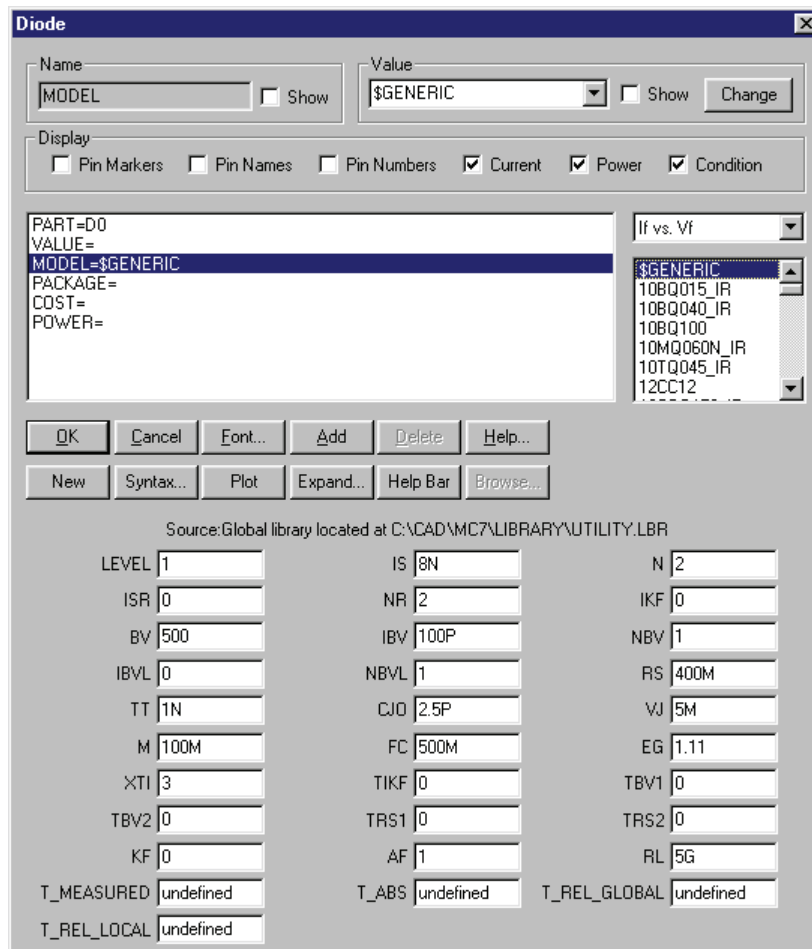 Diode
Name
MODEL Show
Value
$GENERIC Show Change
Display
Pin Markers Pin Names Pin Numbers Current Power Condition
PART=D0
VALUE=
MODEL=$GENERIC
PACKAGE=
COST=
POWER=
If vs. Vf
$GENERIC
10BQ015_IR
10BQ040_IR
10BQ100
10MQ060N_IR
10TQ045_IR
12CC12
OK Cancel Font... Add Delete Help...
New Syntax... Plot Expand... Help Bar Browse...
Source:Global library located at C:\CAD\MC7\LIBRARY\UTILITY.LBR
LEVEL 1 IS 8N N 2
ISR 0 NR 2 IKF 0
BV 500 IBV 100P NBV 1
IBVL 0 NBVL 1 RS 400M
TT 1N CJO 2.5P VJ 5M
M 100M FC 500M EG 1.11
XTI 3 TIKF 0 TBV1 0
TBV2 0 TRS1 0 TRS2 0
KF 0 AF 1 RL 5G
T_MEASURED undefined T_ABS undefined T_REL_GLOBAL undefined
T_REL_LOCAL undefined